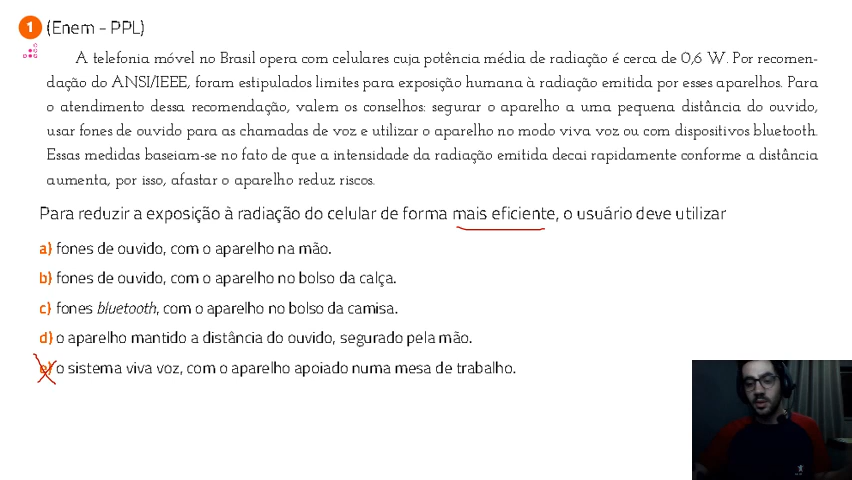 1 (Enem - PPL)
A telefonia móvel no Brasil opera com celulares cuja potência média de radiação é cerca de 0,6 W. Por recomen-
dação do ANSI/IEEE, foram estipulados limites para exposição humana à radiação emitida por esses aparelhos. Para
o atendimento dessa recomendação, valem os conselhos: segurar o aparelho a uma pequena distância do ouvido,
usar fones de ouvido para as chamadas de voz e utilizar o aparelho no modo viva voz ou com dispositivos bluetooth.
Essas medidas baseiam-se no fato de que a intensidade da radiação emitida decai rapidamente conforme a distância
aumenta, por isso, afastar o aparelho reduz riscos.
Para reduzir a exposição à radiação do celular de forma mais eficiente, o usuário deve utilizar
a) fones de ouvido, com o aparelho na mão.
b) fones de ouvido, com o aparelho no bolso da calça.
c) fones bluetooth, com o aparelho no bolso da camisa.
d) o aparelho mantido a distância do ouvido, segurado pela mão.
e) o sistema viva voz, com o aparelho apoiado numa mesa de trabalho.